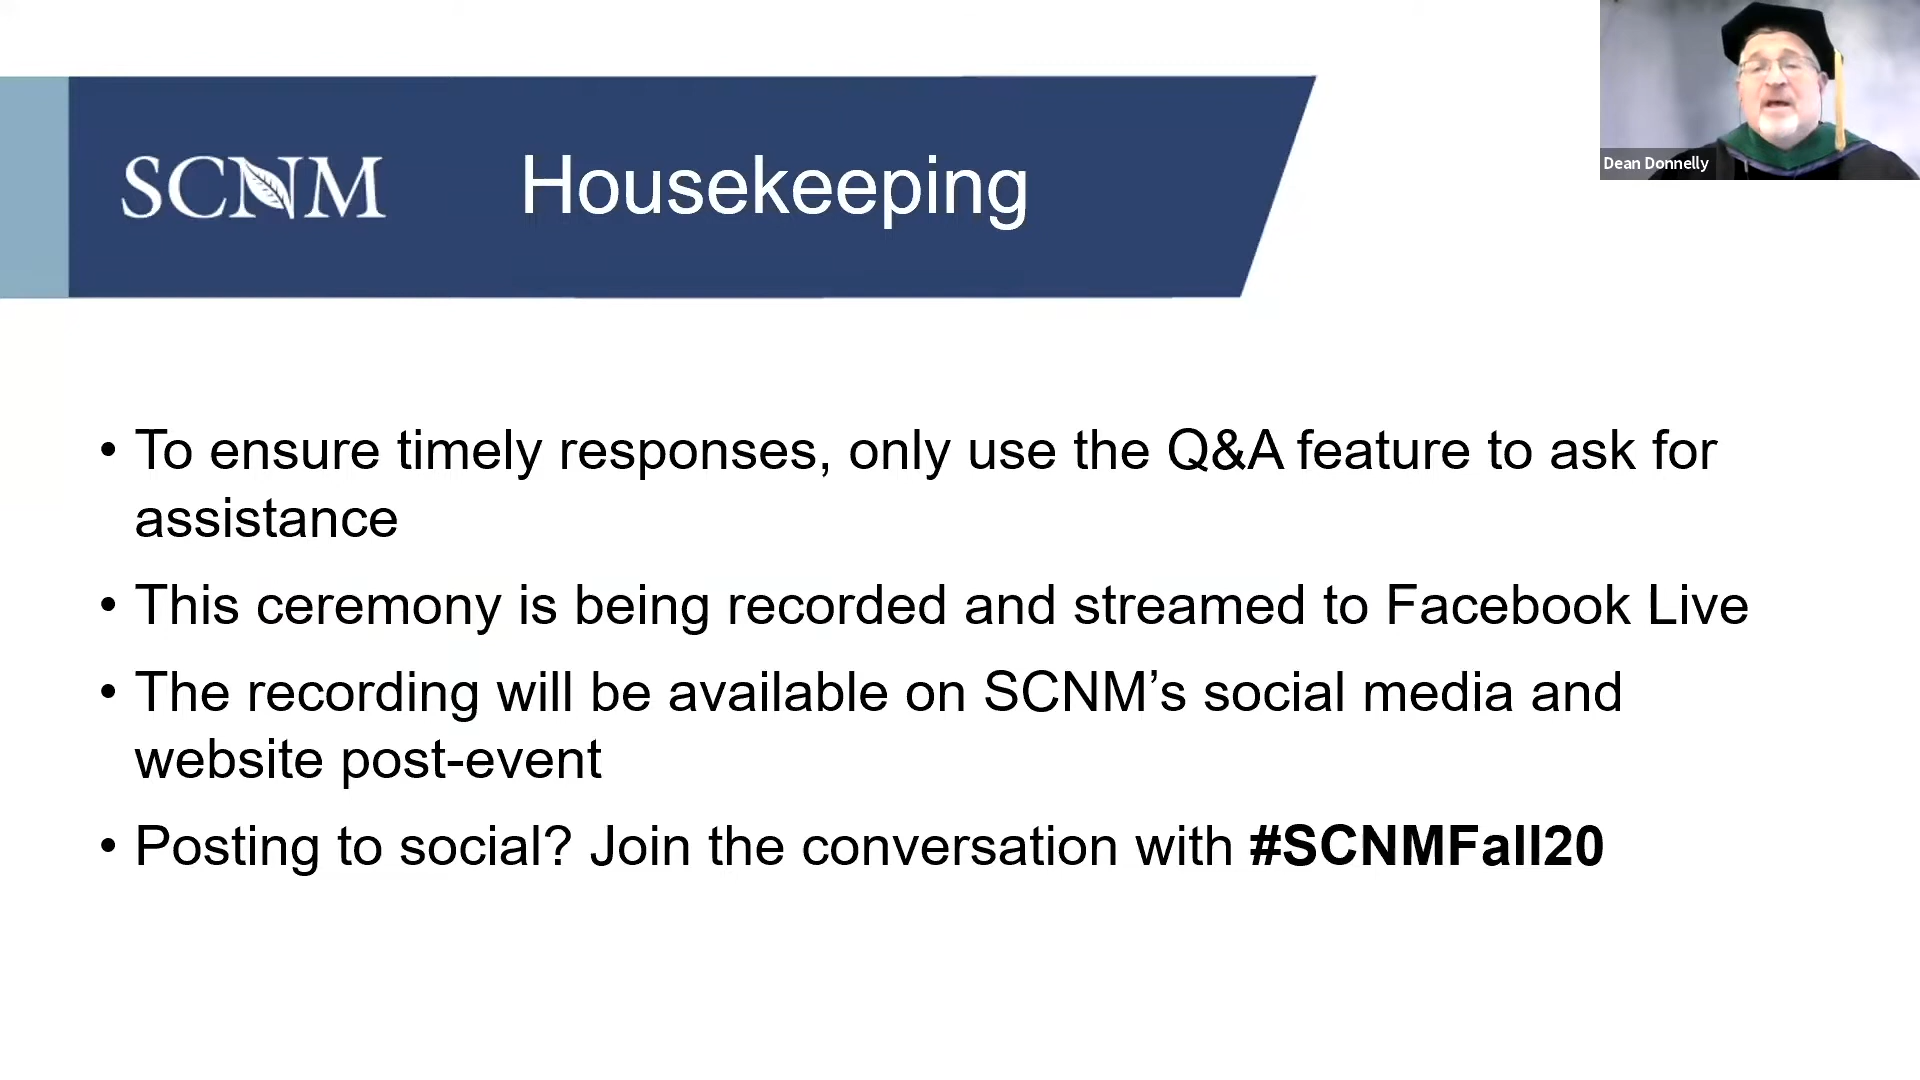 SCNM
Housekeeping
Dean Donnelly
• To ensure timely responses, only use the Q&A feature to ask for
assistance
• This ceremony is being recorded and streamed to Facebook Live
• The recording will be available on SCNM’s social media and
website post-event
• Posting to social? Join the conversation with #SCNMFall20